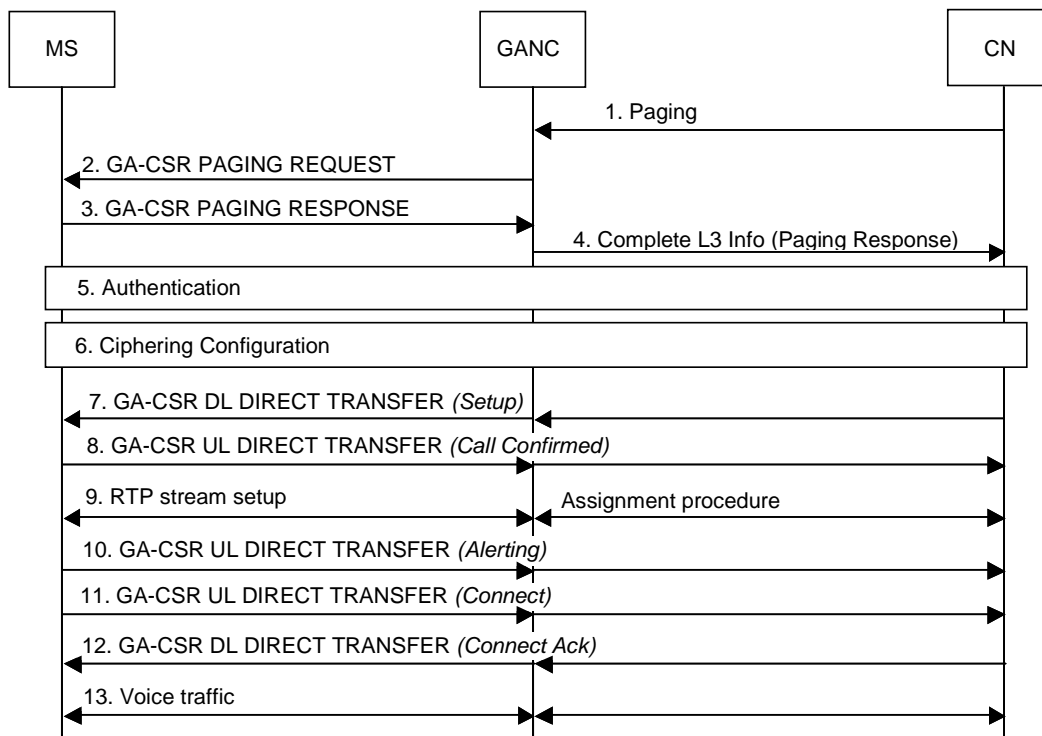 MS
GANC
CN
1. Paging
2. GA-CSR PAGING REQUEST
3. GA-CSR PAGING RESPONSE
4. Complete L3 Info (Paging Response)
5. Authentication
6. Ciphering Configuration
7. GA-CSR DL DIRECT TRANSFER (Setup)
8. GA-CSR UL DIRECT TRANSFER (Call Confirmed)
9. RTP stream setup
Assignment procedure
10. GA-CSR UL DIRECT TRANSFER (Alerting)
11. GA-CSR UL DIRECT TRANSFER (Connect)
12. GA-CSR DL DIRECT TRANSFER (Connect Ack)
13. Voice traffic